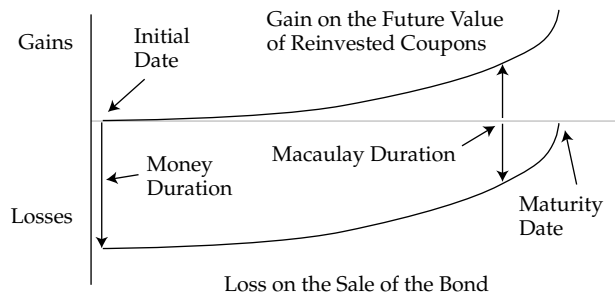 Gain on the Future Value
of Reinvested Coupons
Gains
Initial
Date
Money
Duration
Macaulay Duration
Losses
Maturity
Date
Loss on the Sale of the Bond